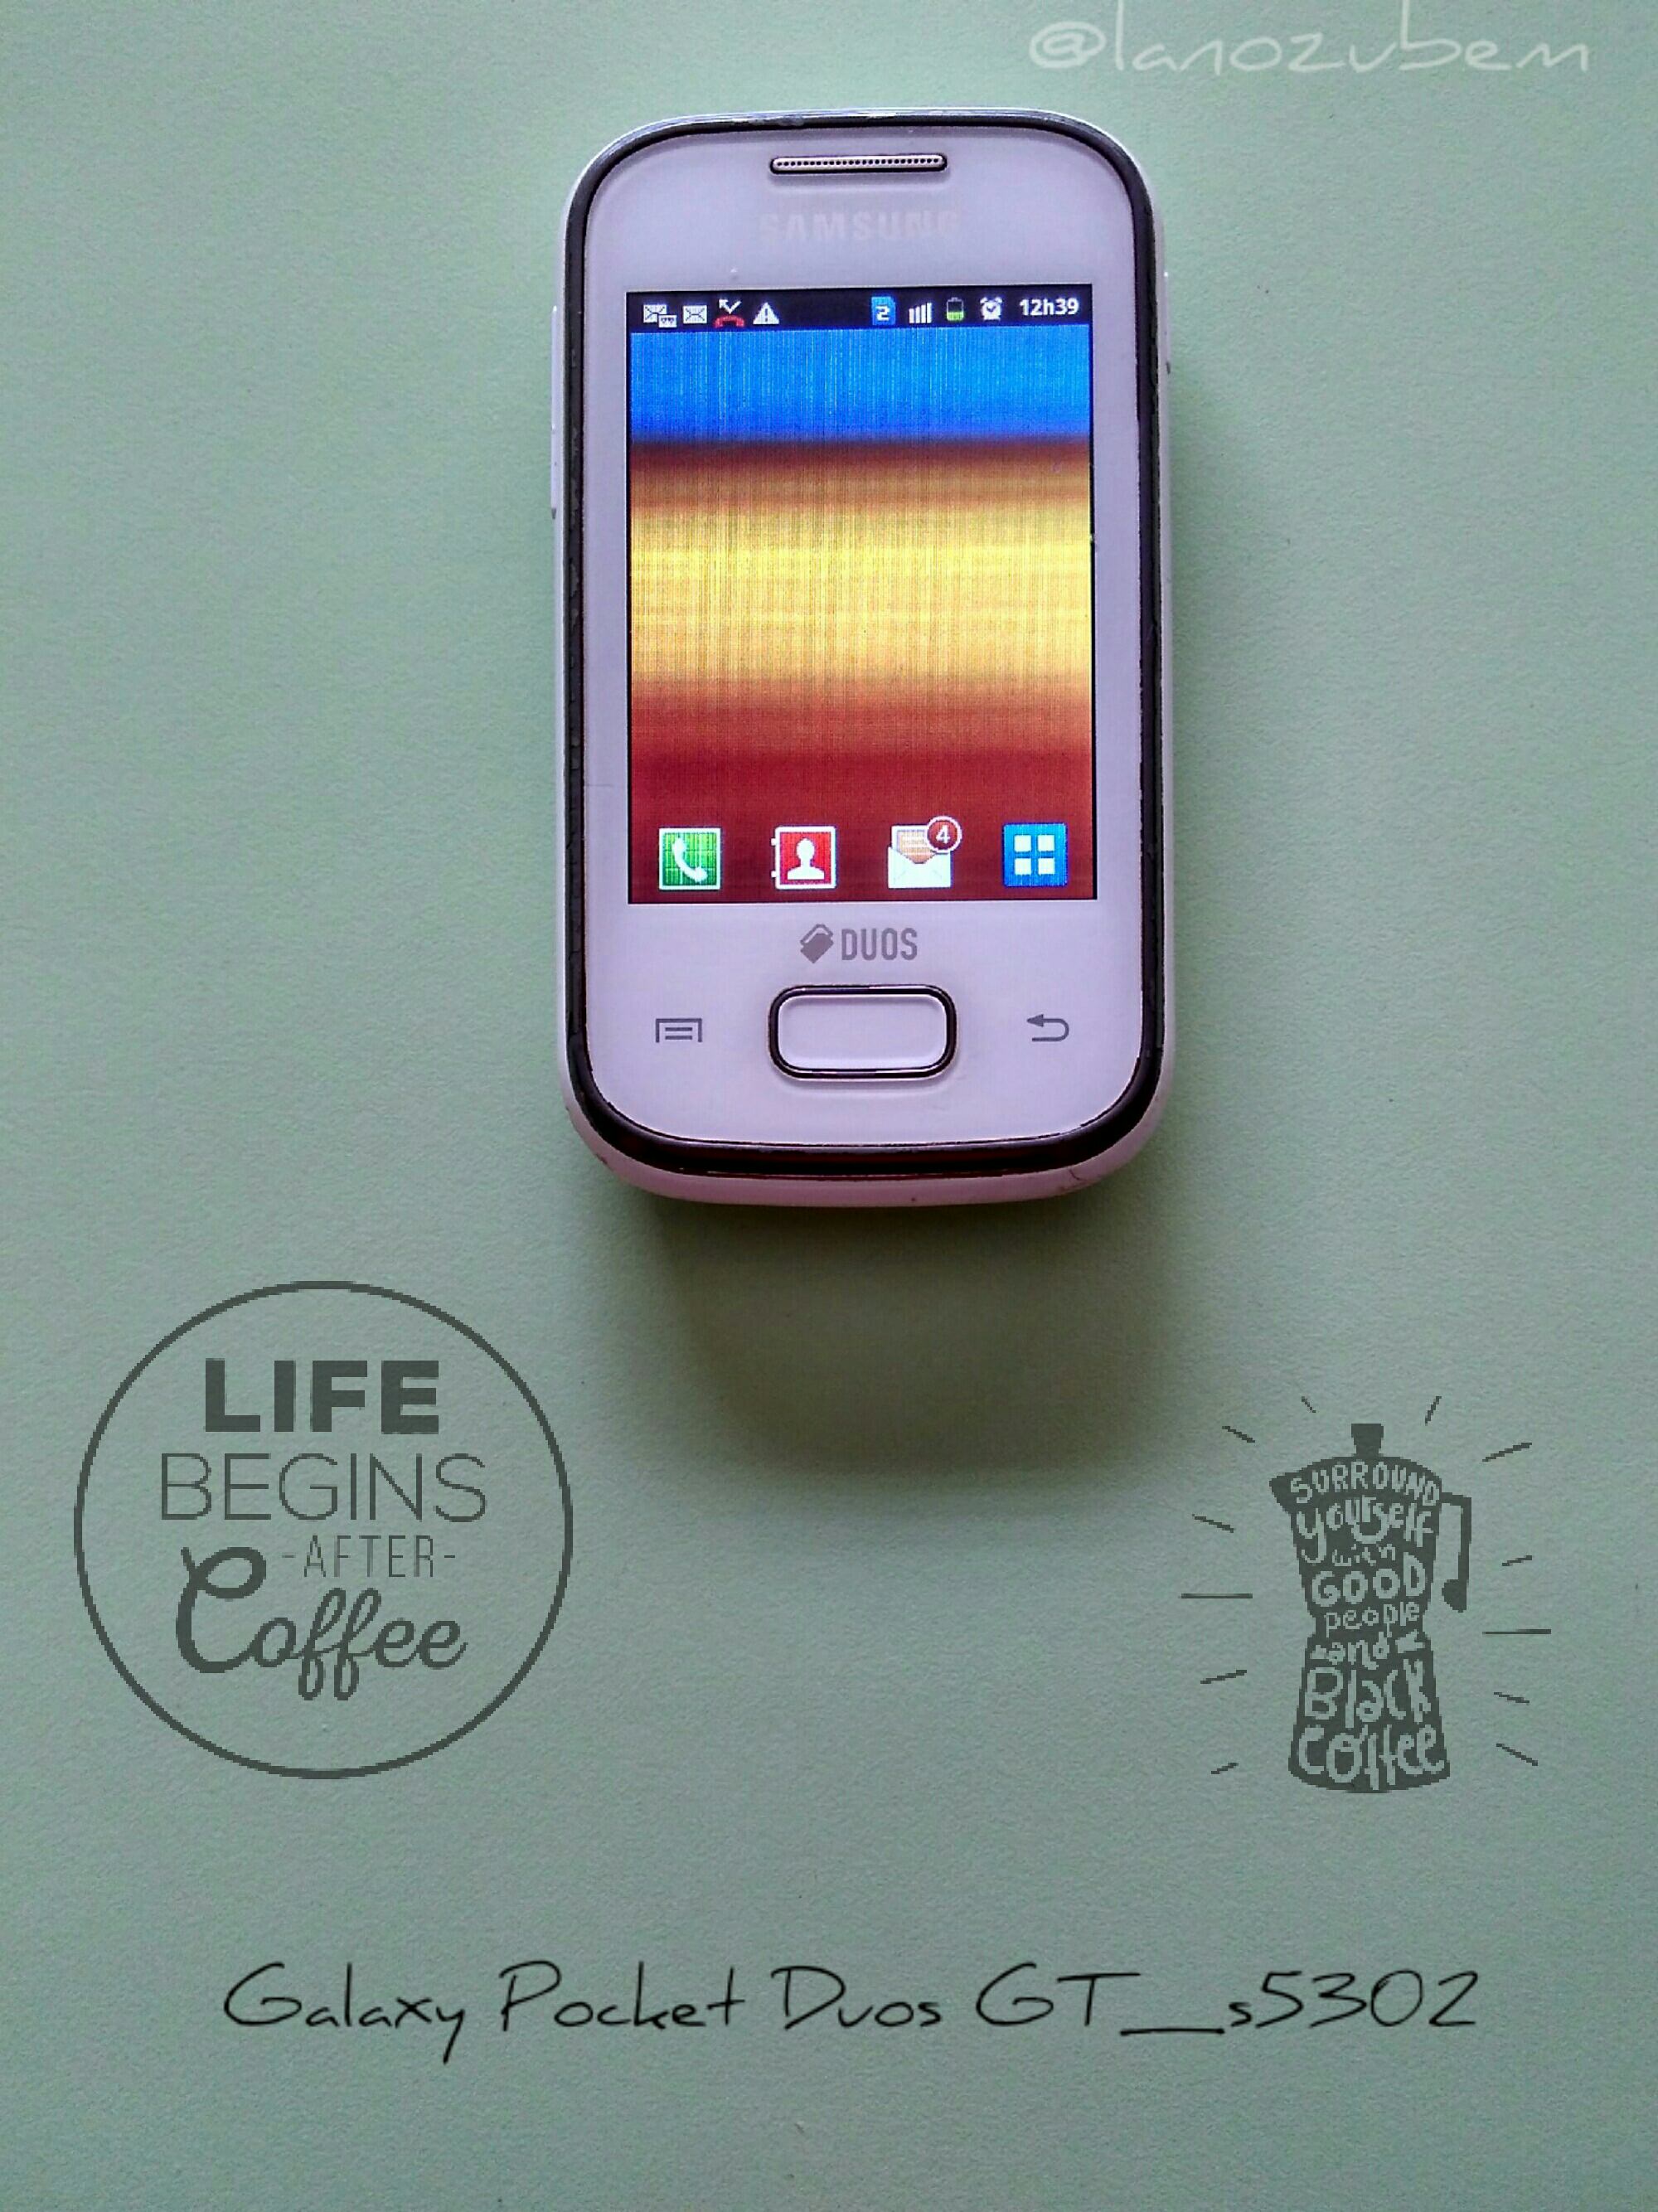 @lanozubem
SAMSUNG
2
12h39
4
DUOS
LIFE
BEGINS
-AFTER-
Coffee
SURROUND
yourself
with
GOOD
people
and
Black
coffee
Galaxy Pocket Duos GT__s5302